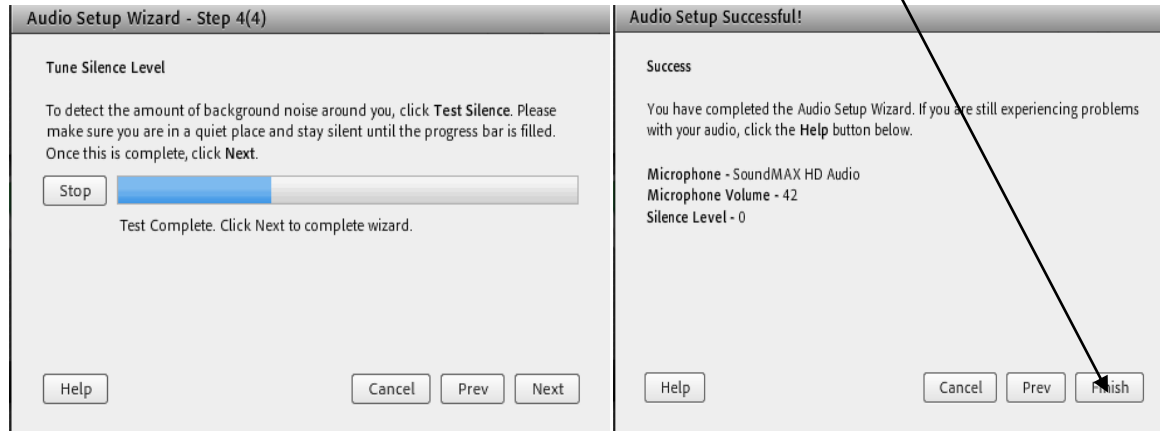 Audio Setup Wizard - Step 4(4)
Tune Silence Level
To detect the amount of background noise around you, click Test Silence. Please
make sure you are in a quiet place and stay silent until the progress bar is filled.
Once this is complete, click Next.
Stop
Test Complete. Click Next to complete wizard.
Help Cancel Prev Next
Audio Setup Successful!
Success
You have completed the Audio Setup Wizard. If you are still experiencing problems
with your audio, click the Help button below.
Microphone - SoundMAX HD Audio
Microphone Volume - 42
Silence Level - 0
Help Cancel Prev Finish